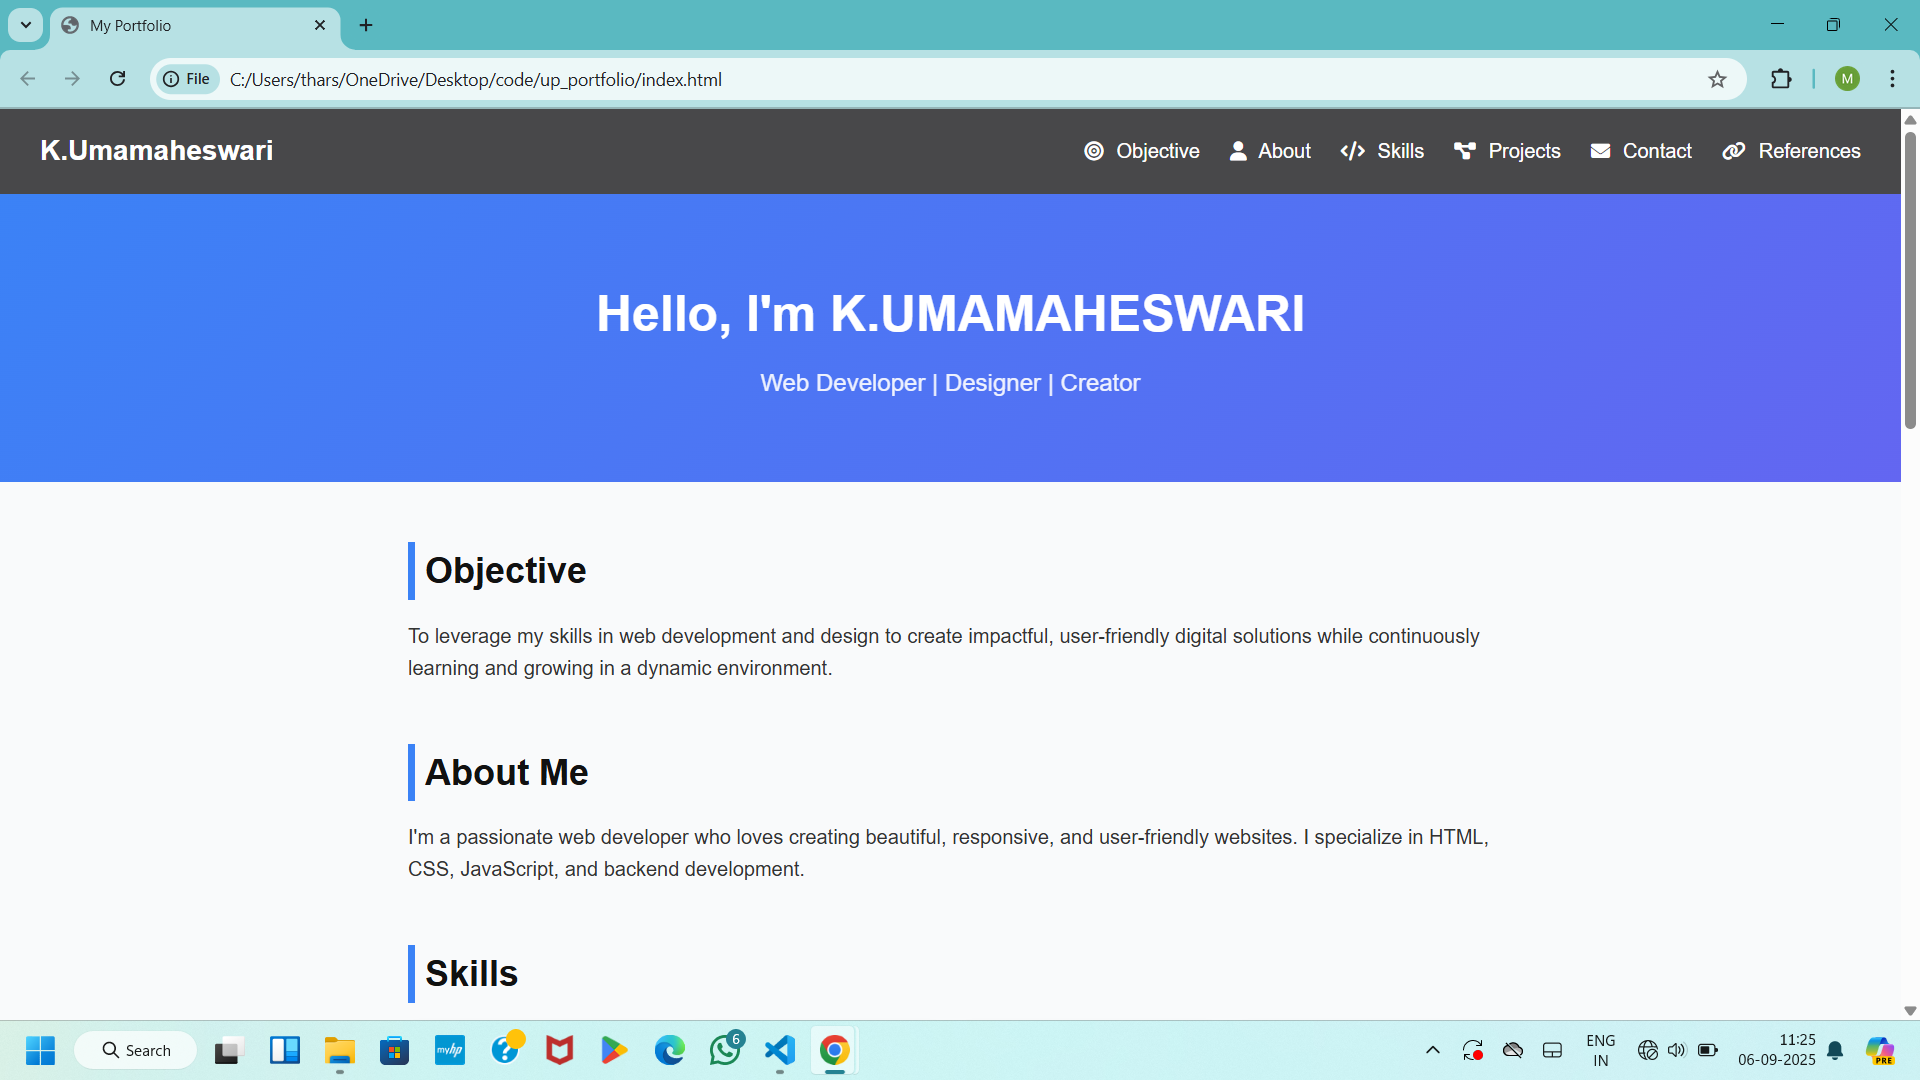 My Portfolio
File C:/Users/thars/OneDrive/Desktop/code/up_portfolio/index.html
M
K.Umamaheswari
Objective About Skills Projects Contact References
Hello, I'm K.UMAMAHESWARI
Web Developer | Designer | Creator
Objective
To leverage my skills in web development and design to create impactful, user-friendly digital solutions while continuously
learning and growing in a dynamic environment.
About Me
I'm a passionate web developer who loves creating beautiful, responsive, and user-friendly websites. I specialize in HTML,
CSS, JavaScript, and backend development.
Skills
Search
myhp
6
ENG
IN
11:25
06-09-2025
PRE